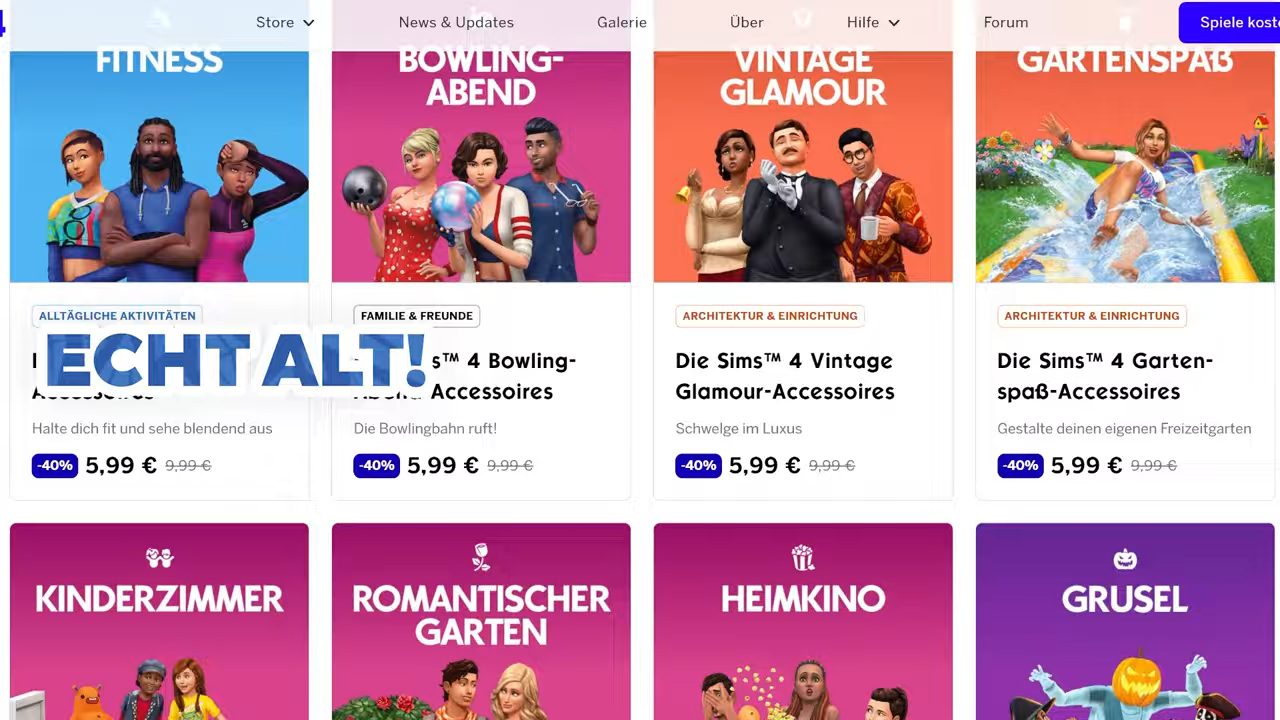 4
Store
News & Updates
Galerie
Über
Hilfe
Forum
Spiele
FITNESS
BOWLING-
ABEND
VINTAGE
GLAMOUR
GARTENSPAẞ
ALLTÄGLICHE AKTIVITÄTEN
FAMILIE & FREUNDE
ARCHITEKTUR & EINRICHTUNG
ARCHITEKTUR & EINRICHTUNG
ECHT ALT!
™ 4 Bowling-
Abend Accessoires
Die Sims™ 4 Vintage
Glamour-Accessoires
Die Sims™ 4 Garten-
spaß-Accessoires
Accessoires
Halte dich fit und sehe blendend aus
Die Bowlingbahn ruft!
Schwelge im Luxus
Gestalte deinen eigenen Freizeitgarten
-40% 5,99 € 9,99 €
-40% 5,99 € 9,99 €
-40% 5,99 € 9,99 €
-40% 5,99 € 9,99 €
KINDERZIMMER
ROMANTISCHER
GARTEN
HEIMKINO
GRUSEL